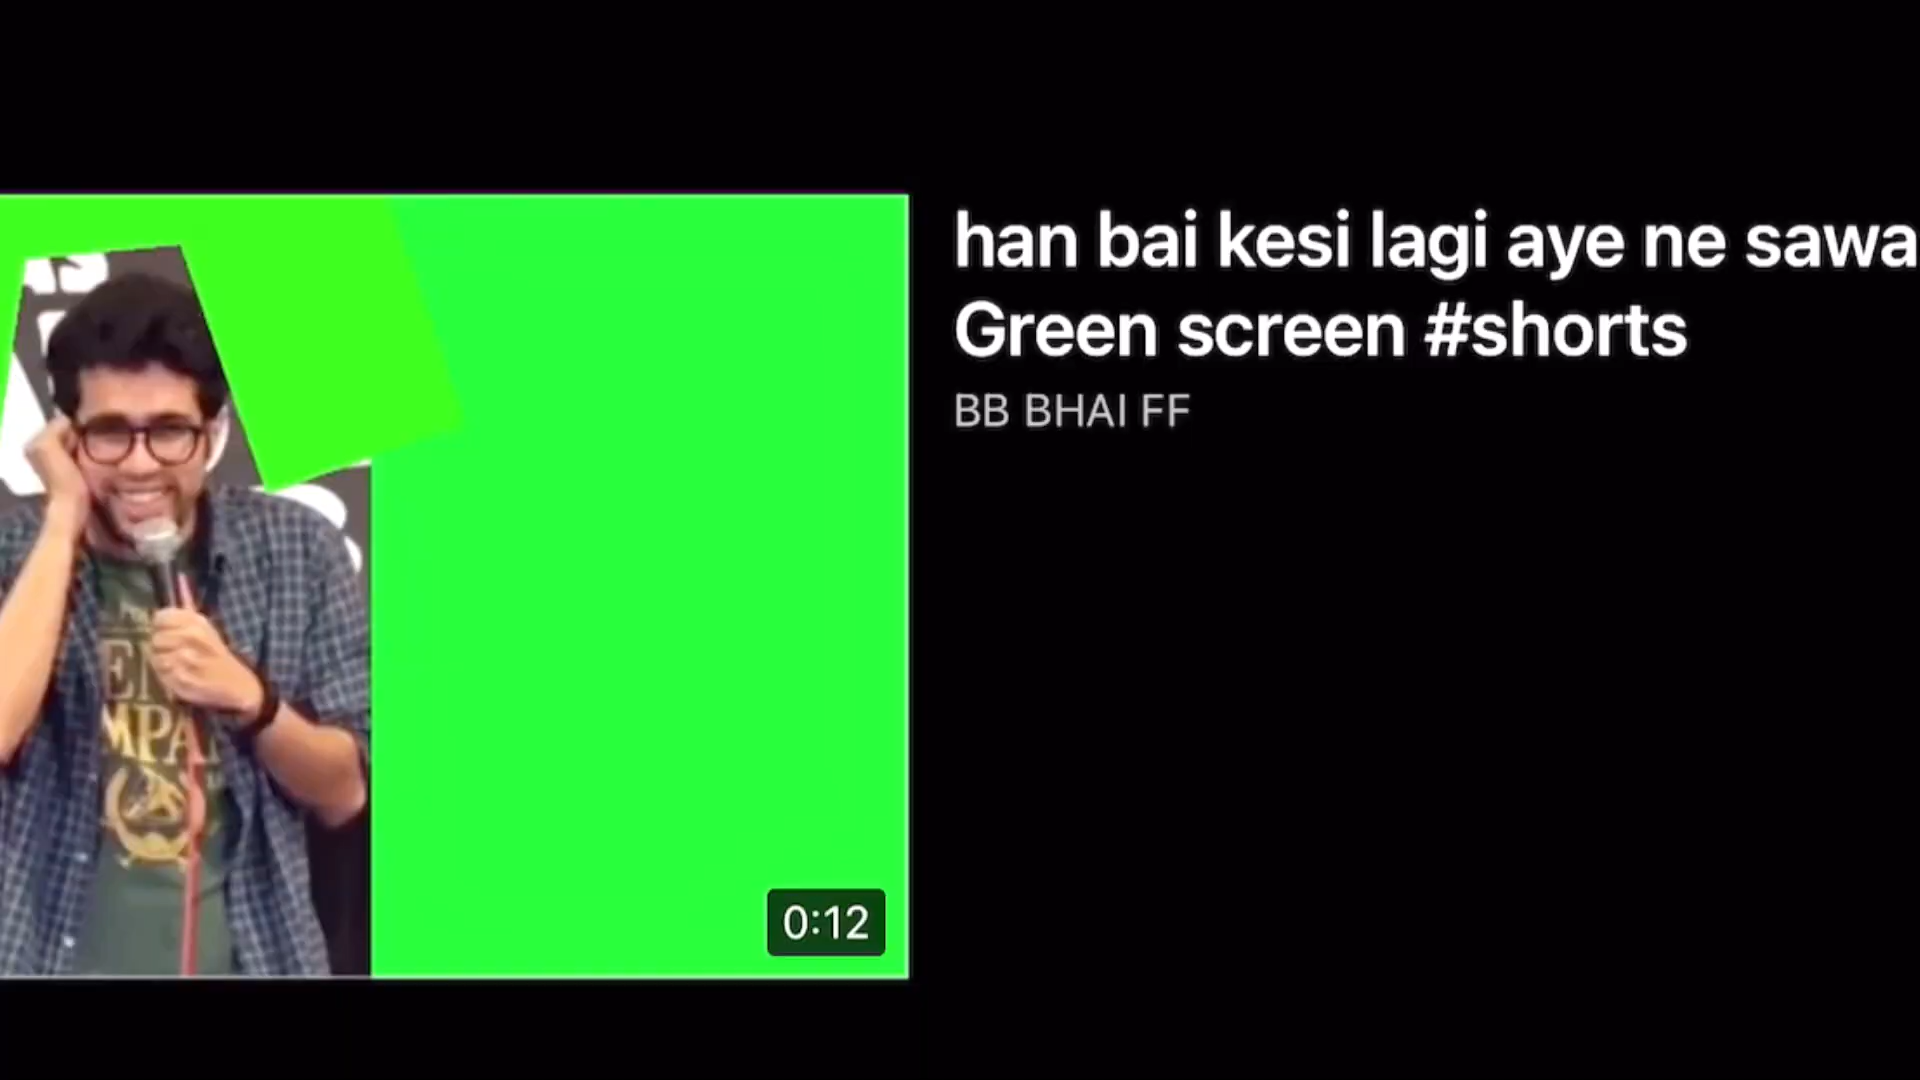 han bai kesi lagi aye ne sawa
Green screen #shorts
BB BHAI FF
0:12